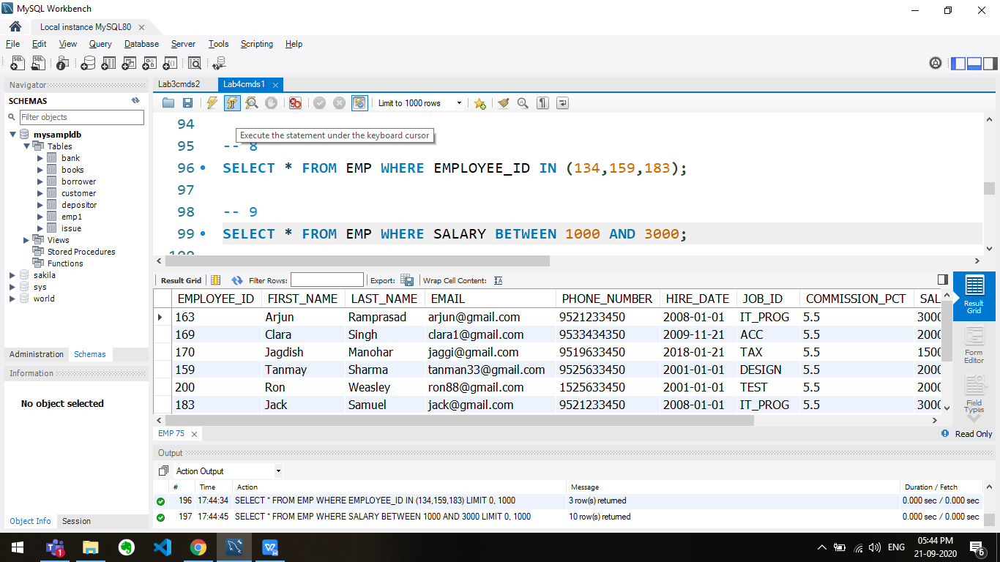 MySQL Workbench
Local instance MySQL80
File Edit View Query Database Server Tools Scripting Help
Navigator
SCHEMAS
Filter objects
mysampldb
Tables
bank
books
borrower
customer
depositor
emp1
issue
Views
Stored Procedures
Functions
sakila
sys
world
Administration Schemas
Information
No object selected
Object Info Session
Lab3cmds2 Lab4cmds1
Limit to 1000 rows
Execute the statement under the keyboard cursor
94
95 -- 8
96 SELECT * FROM EMP WHERE EMPLOYEE_ID IN (134,159,183);
97
98 -- 9
99 SELECT * FROM EMP WHERE SALARY BETWEEN 1000 AND 3000;
100
Result Grid Filter Rows: Export: Wrap Cell Content:
EMPLOYEE_ID FIRST_NAME LAST_NAME EMAIL PHONE_NUMBER HIRE_DATE JOB_ID COMMISSION_PCT SAL
163 Arjun Ramprasad arjun@gmail.com 9521233450 2008-01-01 IT_PROG 5.5 3000
169 Clara Singh clara1@gmail.com 9533434350 2009-11-21 ACC 5.5 2000
170 Jagdish Manohar jaggi@gmail.com 9519633450 2018-01-21 TAX 5.5 1500
159 Tanmay Sharma tanman33@gmail.com 9525633450 2001-01-01 DESIGN 5.5 2000
200 Ron Weasley ron88@gmail.com 1525633450 2001-01-01 TEST 5.5 2000
183 Jack Samuel jack@gmail.com 9521233450 2008-01-01 IT_PROG 5.5 3000
Result
Grid
Form
Editor
Field
Types
EMP 75
Read Only
Output
Action Output
# Time Action Message Duration / Fetch
196 17:44:34 SELECT * FROM EMP WHERE EMPLOYEE_ID IN (134,159,183) LIMIT 0, 1000 3 row(s) returned 0.000 sec / 0.000 sec
197 17:44:45 SELECT * FROM EMP WHERE SALARY BETWEEN 1000 AND 3000 LIMIT 0, 1000 10 row(s) returned 0.000 sec / 0.000 sec
1
ENG
05:44 PM
21-09-2020
6